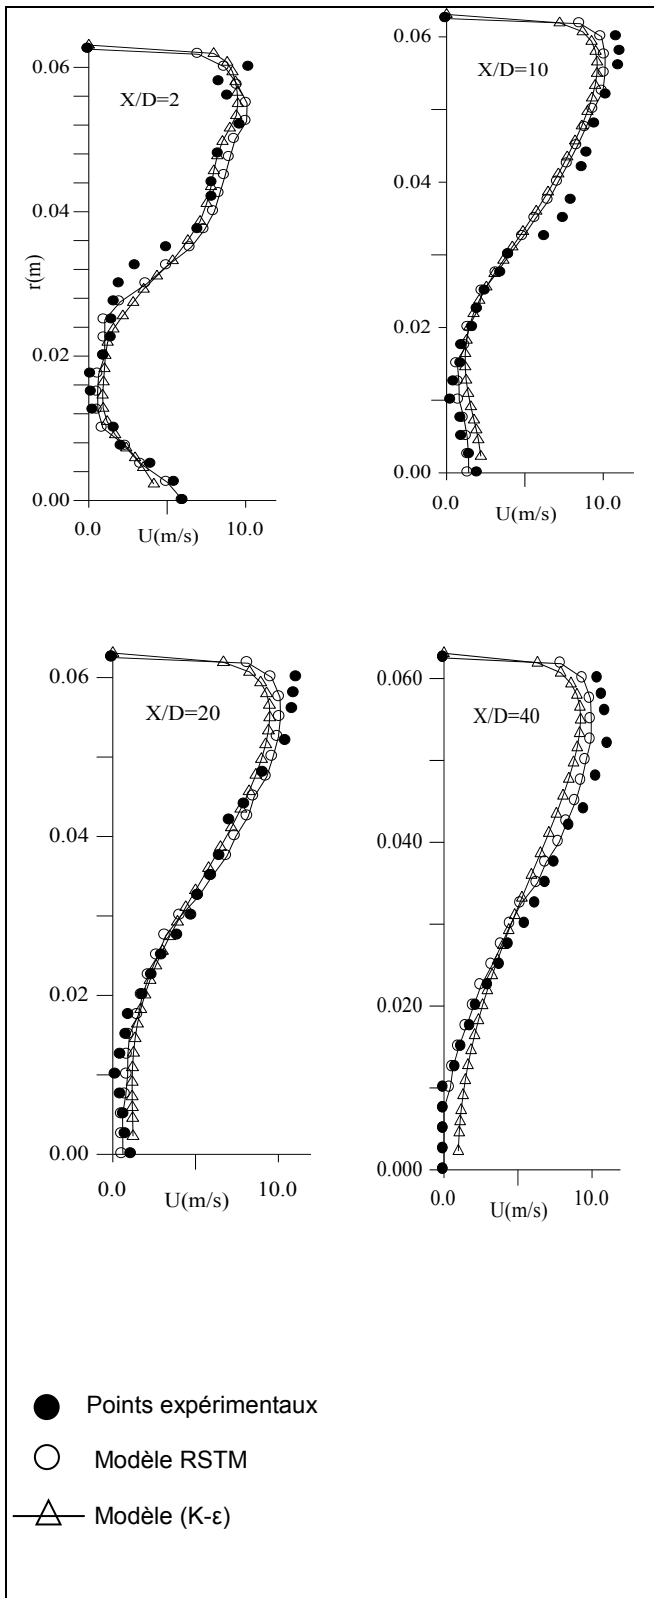 0.06
X/D=2
0.04
r(m)
0.02
0.00
0.0
10.0
U(m/s)
0.06
X/D=10
0.04
0.02
0.00
0.0
10.0
U(m/s)
0.06
X/D=20
0.04
0.02
0.00
0.0
10.0
U(m/s)
0.060
X/D=40
0.040
0.020
0.000
0.0
10.0
U(m/s)
Points expérimentaux
Modèle RSTM
Modèle (K-ε)